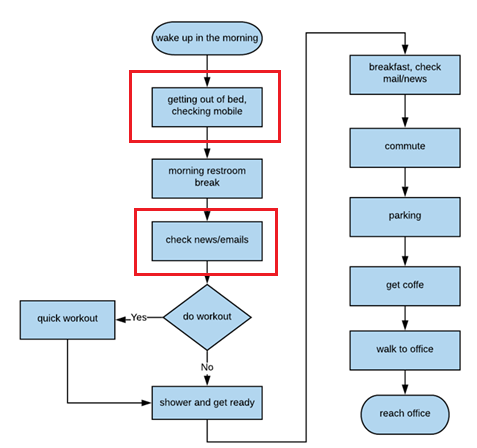 wake up in the morning
getting out of bed,
checking mobile
morning restroom
break
check news/emails
do workout
Yes
quick workout
No
shower and get ready
breakfast, check
mail/news
commute
parking
get coffe
walk to office
reach office